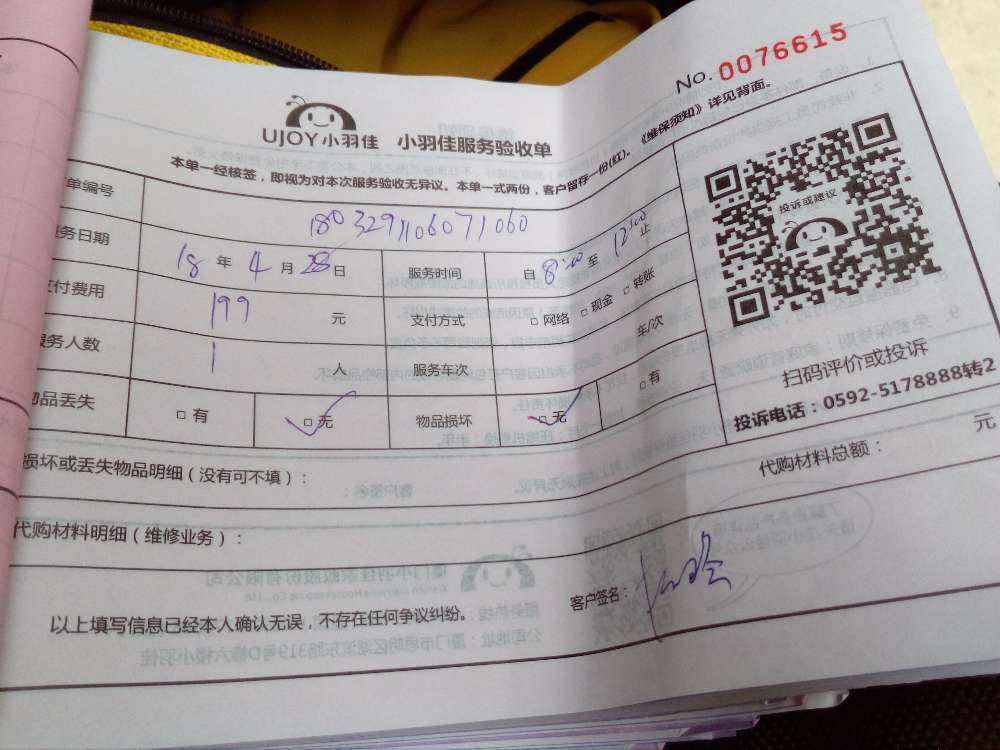 No. 0076615
UJOY小羽佳 小羽佳服务验收单
本单一经核签，即视为对本次服务验收无异议。本单一式两份，客户留存一份(红)。《维保须知》详见背面。
单编号 1803291106071060
服务日期 18 年 4 月 28 日 服务时间 自 8:00 至 12:00 止
支付费用 199 元 支付方式 □ 网络 □ 现金 □ 转账
服务人数 1 人 服务车次 车/次
物品丢失 □ 有 □ 无 物品损坏 □ 无 □ 有
损坏或丢失物品明细（没有可不填）：
代购材料明细（维修业务）： 代购材料总额： 元
投诉或建议
扫码评价或投诉
投诉电话：0592-5178888转2
以上填写信息已经本人确认无误，不存在任何争议纠纷。 客户签名：